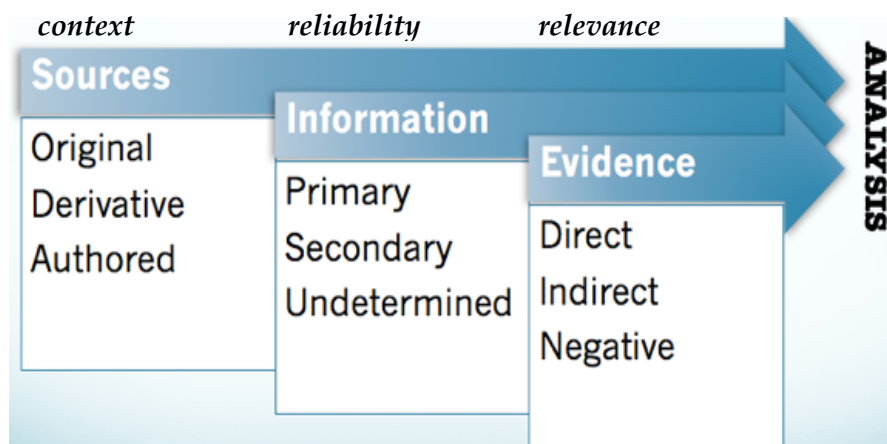 context reliability relevance
Sources
Original
Derivative
Authored
Information
Primary
Secondary
Undetermined
Evidence
Direct
Indirect
Negative
ANALYSIS